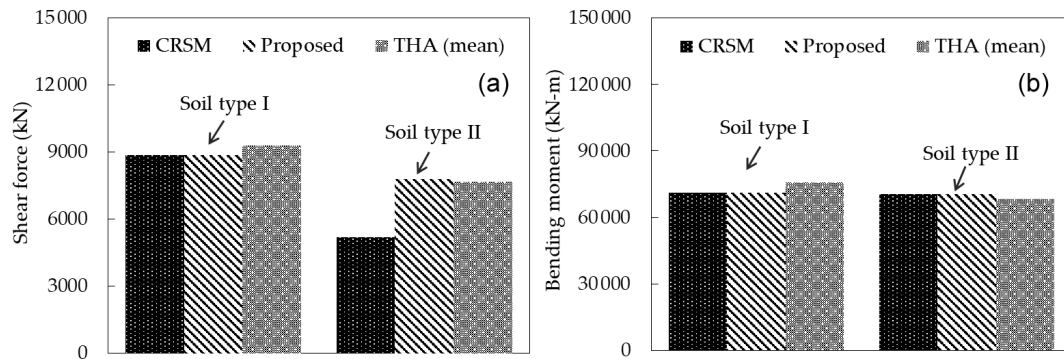 15000
12000
9000
6000
3000
0
Shear force (kN)
CRSM Proposed THA (mean)
(a)
Soil type I
Soil type II
150000
120000
90000
60000
30000
0
Bending moment (kN-m)
CRSM Proposed THA (mean)
(b)
Soil type I
Soil type II